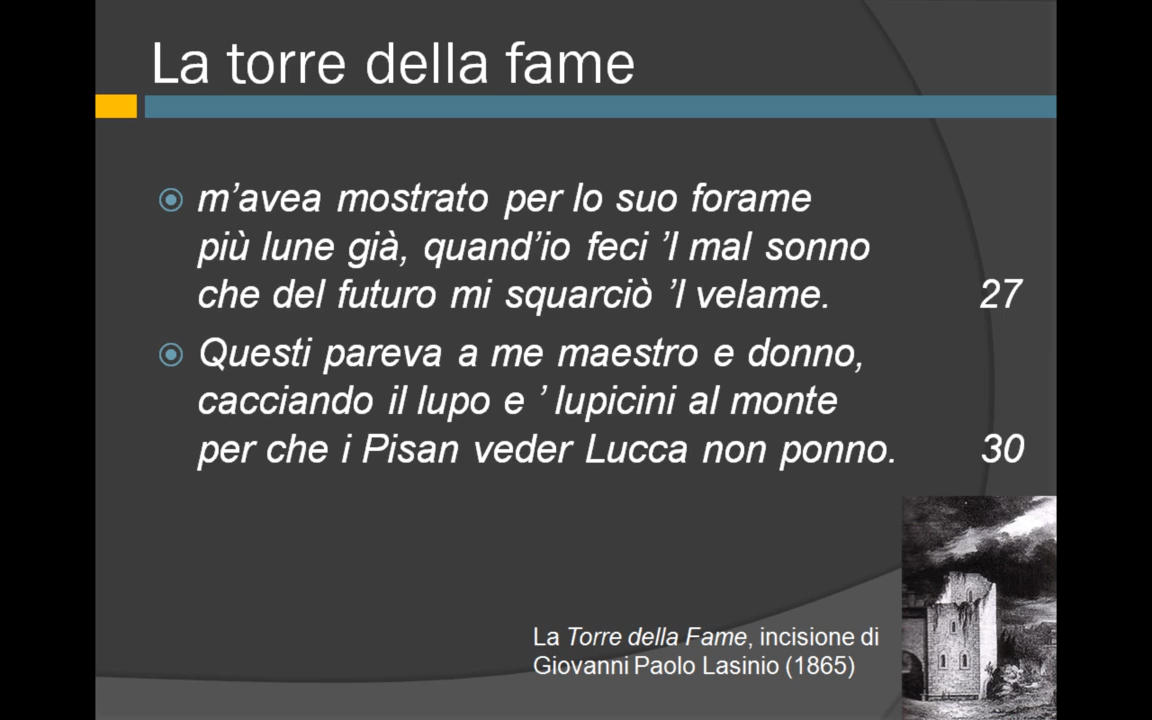 La torre della fame
m’avea mostrato per lo suo forame
più lune già, quand’io feci ’l mal sonno
che del futuro mi squarciò ’l velame. 27
Questi pareva a me maestro e donno,
cacciando il lupo e ’ lupicini al monte
per che i Pisan veder Lucca non ponno. 30
La Torre della Fame, incisione di
Giovanni Paolo Lasinio (1865)